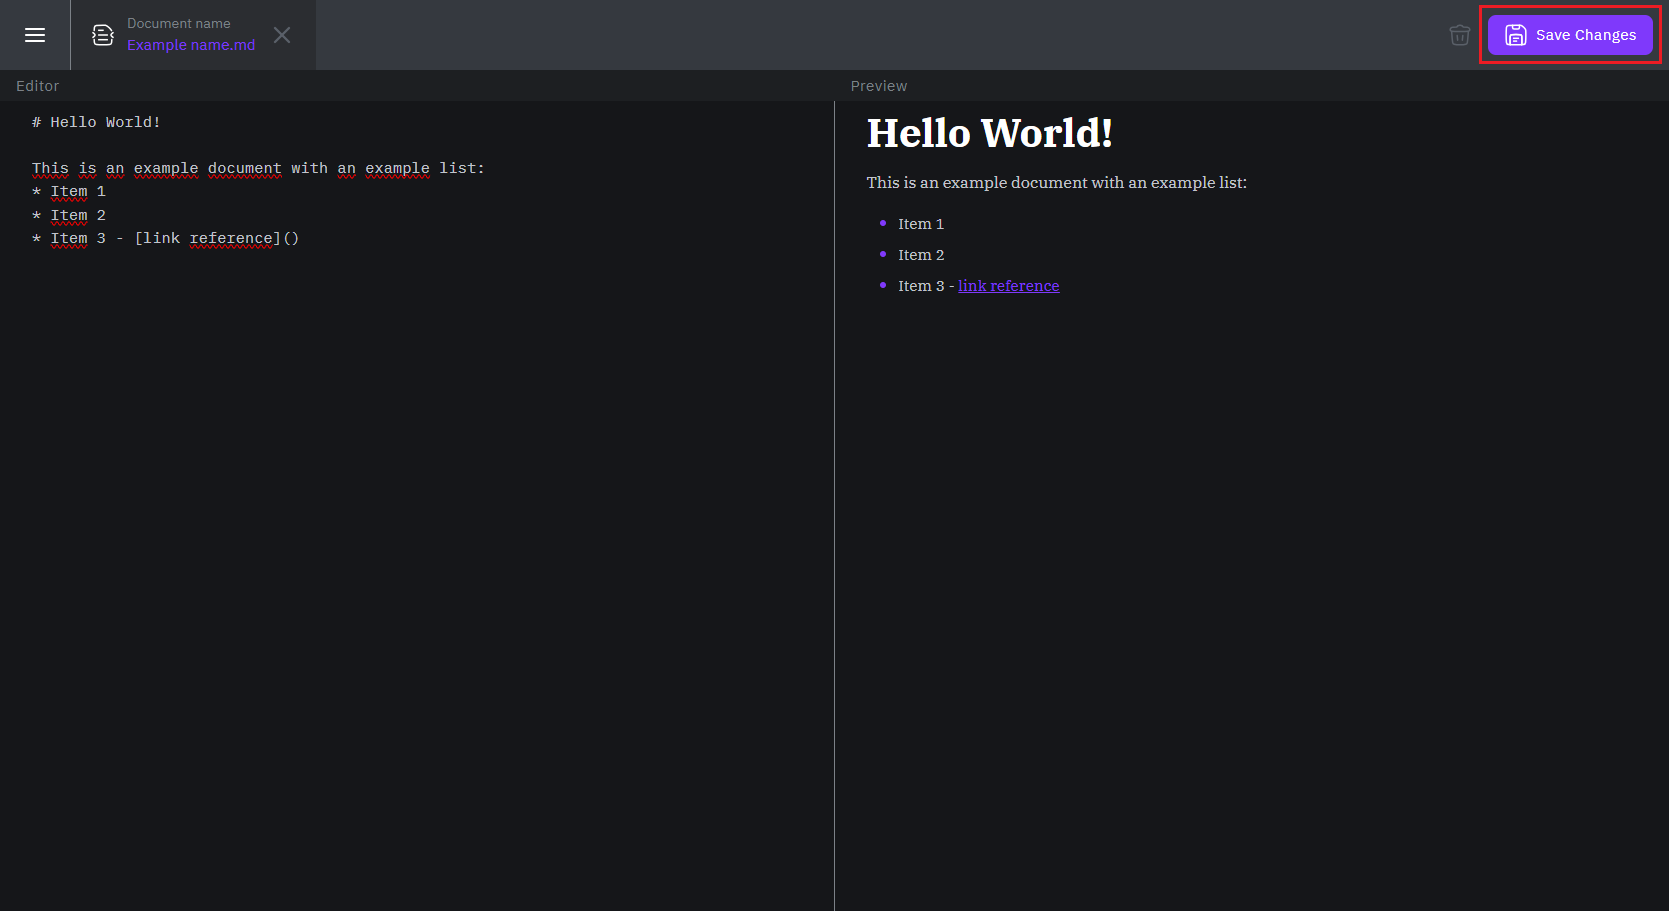 Document name
Example name.md
Save Changes
Editor
# Hello World!
This is an example document with an example list:
* Item 1
* Item 2
* Item 3 - [link reference]()
Preview
Hello World!
This is an example document with an example list:
• Item 1
• Item 2
• Item 3 - link reference